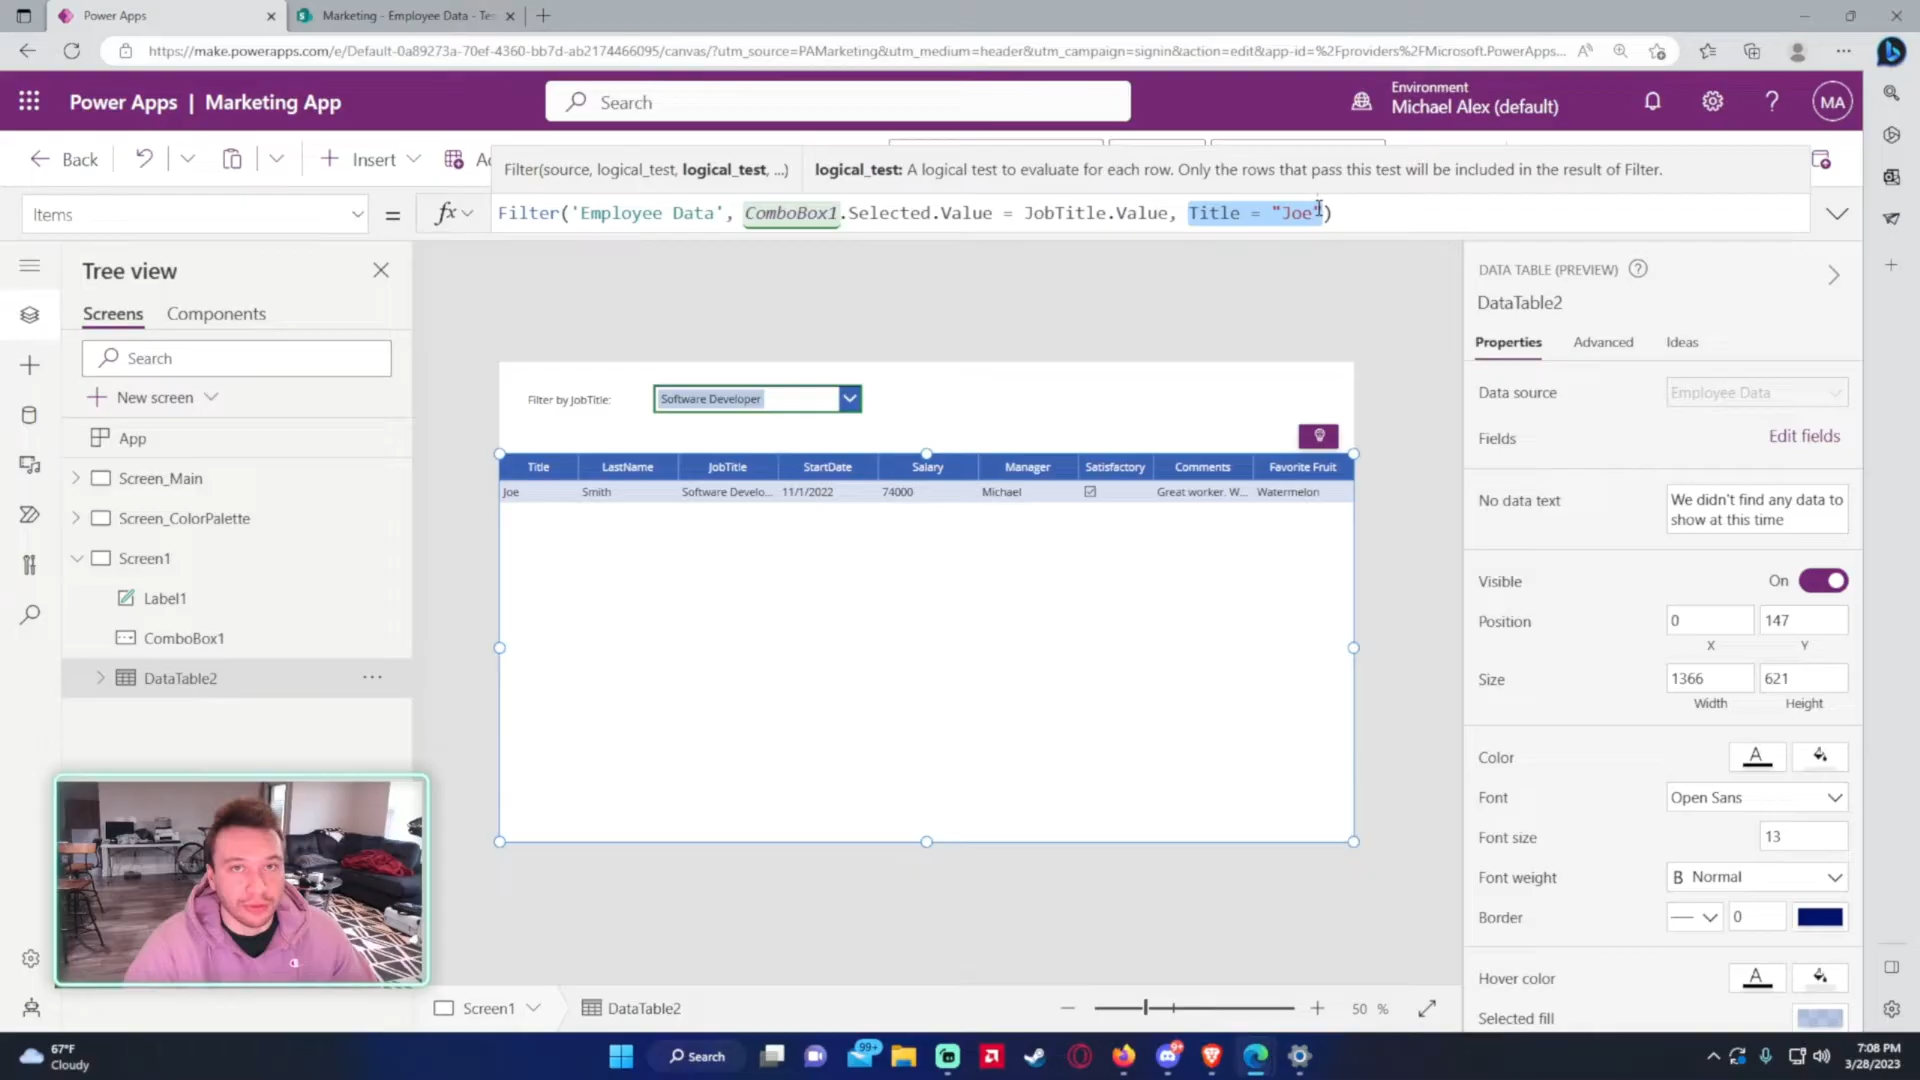 Power Apps
Marketing - Employee Data - Tes
https://make.powerapps.com/e/Default-0a89273a-70ef-4360-bb7d-ab2174466095/canvas/?utm_source=PAMarketing&utm_medium=header&utm_campaign=signin&action=edit&app-id=%2Fproviders%2FMicrosoft.PowerApps...
Power Apps | Marketing App
Search
Environment
Michael Alex (default)
MA
Back
Insert
Filter(source, logical_test, logical_test, ...)
logical_test: A logical test to evaluate for each row. Only the rows that pass this test will be included in the result of Filter.
Items
=
fx
Filter('Employee Data', ComboBox1.Selected.Value = JobTitle.Value, Title = "Joe")
Tree view
Screens
Components
Search
New screen
App
Screen_Main
Screen_ColorPalette
Screen1
Label1
ComboBox1
DataTable2
Filter by JobTitle:
Software Developer
Title LastName JobTitle StartDate Salary Manager Satisfactory Comments Favorite Fruit
Joe Smith Software Develo... 11/1/2022 74000 Michael Great worker. W... Watermelon
DATA TABLE (PREVIEW)
DataTable2
Properties
Advanced
Ideas
Data source
Employee Data
Fields
Edit fields
No data text
We didn't find any data to
show at this time
Visible
On
Position
0
147
X
Y
Size
1366
621
Width
Height
Color
Font
Open Sans
Font size
13
Font weight
B Normal
Border
0
Hover color
Selected fill
Screen1
DataTable2
50 %
67°F
Cloudy
Search
99+
7:08 PM
3/28/2023